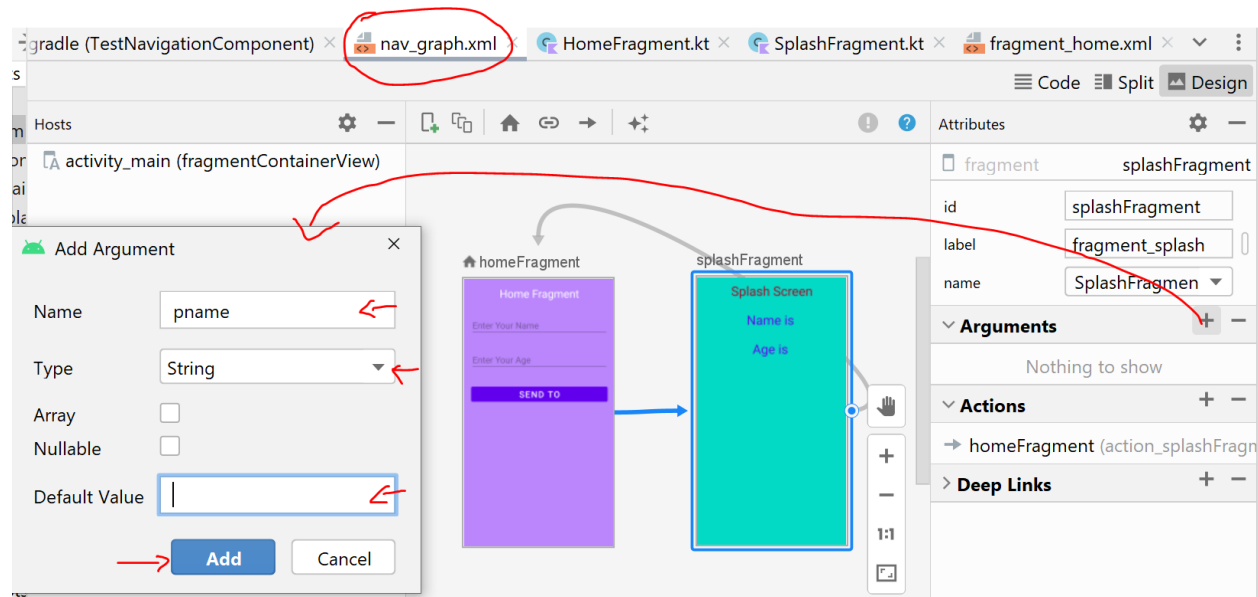 gradle (TestNavigationComponent)
nav_graph.xml
HomeFragment.kt
SplashFragment.kt
fragment_home.xml
Code
Split
Design
Hosts
activity_main (fragmentContainerView)
Attributes
fragment
splashFragment
id
splashFragment
label
fragment_splash
name
SplashFragmen
Arguments
Nothing to show
Actions
homeFragment (action_splashFragn
Deep Links
homeFragment
Home Fragment
Enter Your Name
Enter Your Age
SEND TO
splashFragment
Splash Screen
Name is
Age is
1:1
Add Argument
Name
pname
Type
String
Array
Nullable
Default Value
Add
Cancel